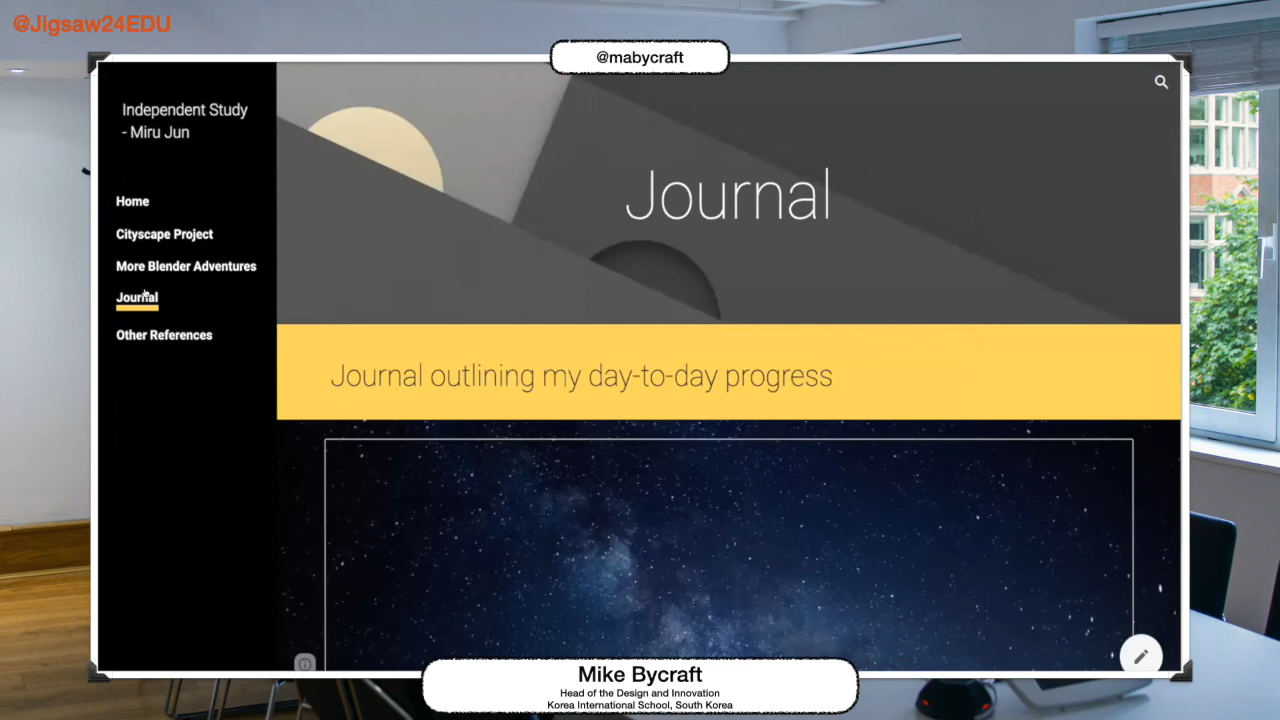 @Jigsaw24EDU
@mabycraft
Independent Study
- Miru Jun
Home
Cityscape Project
More Blender Adventures
Journal
Other References
Journal
Journal outlining my day-to-day progress
Mike Bycraft
Head of the Design and Innovation
Korea International School, South Korea